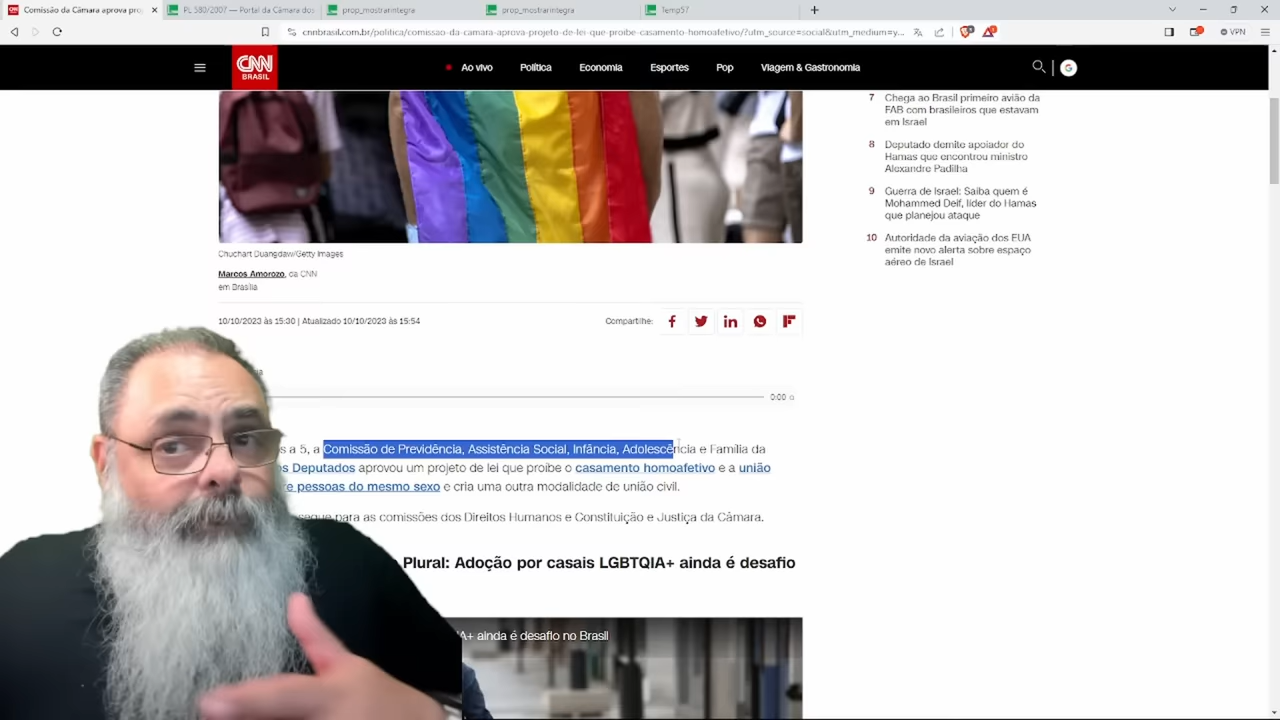 Comissão da Câmara aprova pro
PL 580/2007 — Portal da Câmara dos
prop_mostrarintegra
prop_mostrarintegra
Temp57
cnnbrasil.com.br/politica/comissao-da-camara-aprova-projeto-de-lei-que-proibe-casamento-homoafetivo/?utm_source=social&utm_medium=y...
VPN
CNN
BRASIL
Ao vivo
Política
Economia
Esportes
Pop
Viagem & Gastronomia
7 Chega ao Brasil primeiro avião da
FAB com brasileiros que estavam
em Israel
8 Deputado demite apoiador do
Hamas que encontrou ministro
Alexandre Padilha
9 Guerra de Israel: Saiba quem é
Mohammed Deif, líder do Hamas
que planejou ataque
10 Autoridade da aviação dos EUA
emite novo alerta sobre espaço
aéreo de Israel
Chuchart Duangdaw/Getty Images
Marcos Amorozo, da CNN
em Brasília
10/10/2023 às 15:30 | Atualizado 10/10/2023 às 15:54
Compartilhe:
0:00
s a 5, a Comissão de Previdência, Assistência Social, Infância, Adolescência e Família da
s Deputados aprovou um projeto de lei que proíbe o casamento homoafetivo e a união
e pessoas do mesmo sexo e cria uma outra modalidade de união civil.
segue para as comissões dos Direitos Humanos e Constituição e Justiça da Câmara.
Plural: Adoção por casais LGBTQIA+ ainda é desafio
A+ ainda é desafio no Brasil